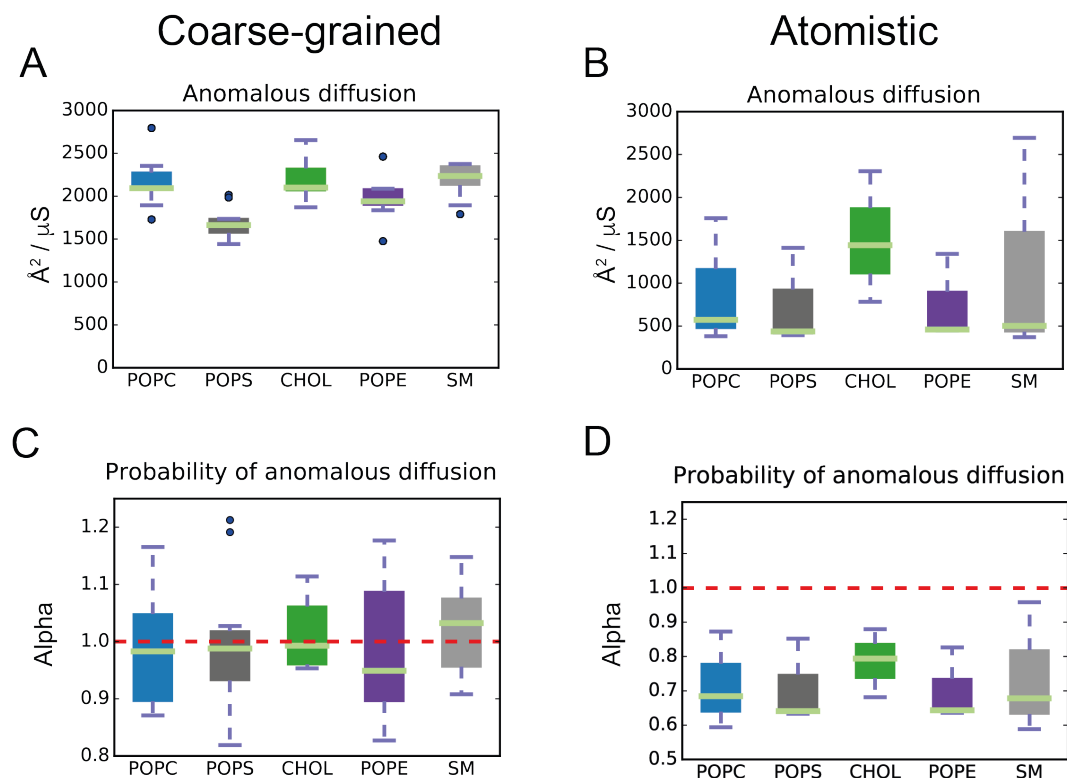 Coarse-grained
Atomistic
A
Anomalous diffusion
3000
2500
2000
1500
1000
500
0
Å² / μS
POPC POPS CHOL POPE SM
B
Anomalous diffusion
3000
2500
2000
1500
1000
500
0
Å² / μS
POPC POPS CHOL POPE SM
C
Probability of anomalous diffusion
1.2
1.1
1.0
0.9
0.8
Alpha
POPC POPS CHOL POPE SM
D
Probability of anomalous diffusion
1.2
1.1
1.0
0.9
0.8
0.7
0.6
0.5
Alpha
POPC POPS CHOL POPE SM